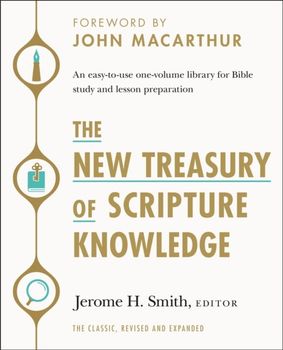 FOREWORD BY
JOHN MACARTHUR
An easy-to-use one-volume library for Bible
study and lesson preparation
THE
NEW TREASURY
OF SCRIPTURE
KNOWLEDGE
Jerome H. Smith, EDITOR
THE CLASSIC, REVISED AND EXPANDED